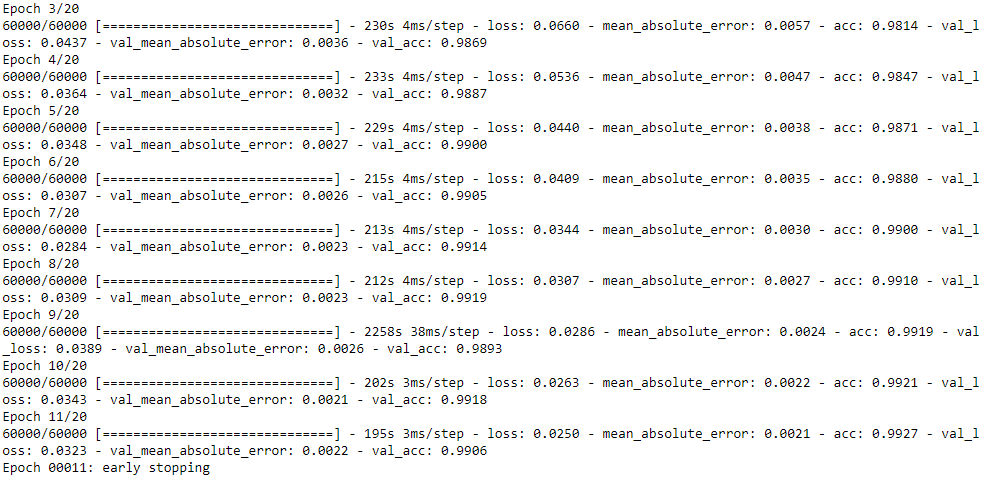 Epoch 3/20
60000/60000 [==============================] - 230s 4ms/step - loss: 0.0660 - mean_absolute_error: 0.0057 - acc: 0.9814 - val_l
oss: 0.0437 - val_mean_absolute_error: 0.0036 - val_acc: 0.9869
Epoch 4/20
60000/60000 [==============================] - 233s 4ms/step - loss: 0.0536 - mean_absolute_error: 0.0047 - acc: 0.9847 - val_l
oss: 0.0364 - val_mean_absolute_error: 0.0032 - val_acc: 0.9887
Epoch 5/20
60000/60000 [==============================] - 229s 4ms/step - loss: 0.0440 - mean_absolute_error: 0.0038 - acc: 0.9871 - val_l
oss: 0.0348 - val_mean_absolute_error: 0.0027 - val_acc: 0.9900
Epoch 6/20
60000/60000 [==============================] - 215s 4ms/step - loss: 0.0409 - mean_absolute_error: 0.0035 - acc: 0.9880 - val_l
oss: 0.0307 - val_mean_absolute_error: 0.0026 - val_acc: 0.9905
Epoch 7/20
60000/60000 [==============================] - 213s 4ms/step - loss: 0.0344 - mean_absolute_error: 0.0030 - acc: 0.9900 - val_l
oss: 0.0284 - val_mean_absolute_error: 0.0023 - val_acc: 0.9914
Epoch 8/20
60000/60000 [==============================] - 212s 4ms/step - loss: 0.0307 - mean_absolute_error: 0.0027 - acc: 0.9910 - val_l
oss: 0.0309 - val_mean_absolute_error: 0.0023 - val_acc: 0.9919
Epoch 9/20
60000/60000 [==============================] - 2258s 38ms/step - loss: 0.0286 - mean_absolute_error: 0.0024 - acc: 0.9919 - val
_loss: 0.0389 - val_mean_absolute_error: 0.0026 - val_acc: 0.9893
Epoch 10/20
60000/60000 [==============================] - 202s 3ms/step - loss: 0.0263 - mean_absolute_error: 0.0022 - acc: 0.9921 - val_l
oss: 0.0343 - val_mean_absolute_error: 0.0021 - val_acc: 0.9918
Epoch 11/20
60000/60000 [==============================] - 195s 3ms/step - loss: 0.0250 - mean_absolute_error: 0.0021 - acc: 0.9927 - val_l
oss: 0.0323 - val_mean_absolute_error: 0.0022 - val_acc: 0.9906
Epoch 00011: early stopping